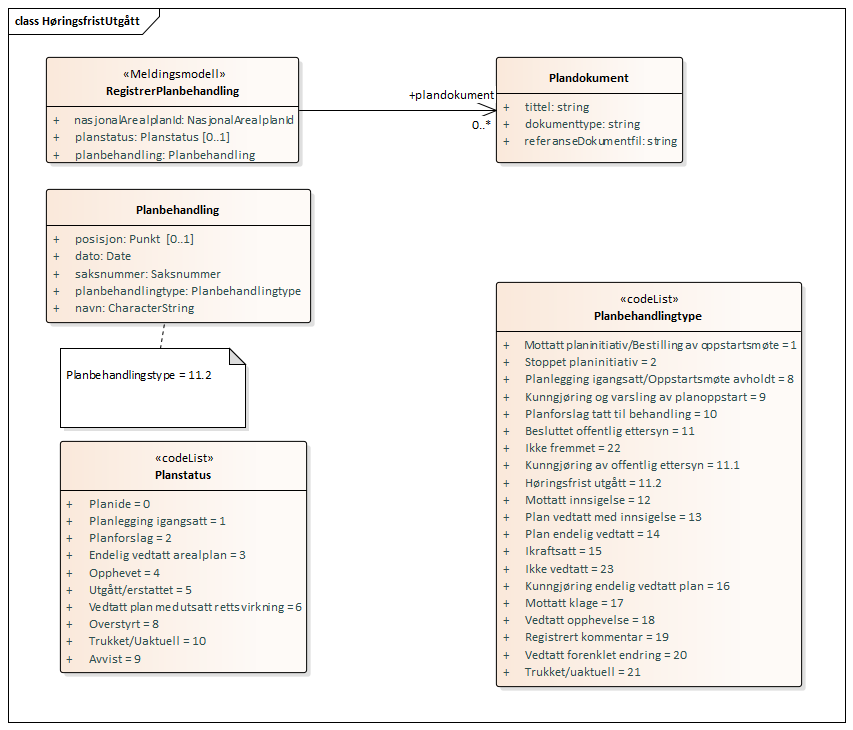 class HøringsfristUtgått
«Meldingsmodell»
RegistrerPlanbehandling
+ nasjonalArealplanId: NasjonalArealplanId
+ planstatus: Planstatus [0..1]
+ planbehandling: Planbehandling
+plandokument
0..*
Plandokument
+ tittel: string
+ dokumenttype: string
+ referanseDokumentfil: string
Planbehandling
+ posisjon: Punkt [0..1]
+ dato: Date
+ saksnummer: Saksnummer
+ planbehandlingtype: Planbehandlingtype
+ navn: CharacterString
Planbehandlingstype = 11.2
«codeList»
Planstatus
+ Planide = 0
+ Planlegging igangsatt = 1
+ Planforslag = 2
+ Endelig vedtatt arealplan = 3
+ Opphevet = 4
+ Utgått/erstattet = 5
+ Vedtatt plan med utsatt rettsvirkning = 6
+ Overstyrt = 8
+ Trukket/Uaktuell = 10
+ Avvist = 9
«codeList»
Planbehandlingtype
+ Mottatt planinitiativ/Bestilling av oppstartsmøte = 1
+ Stoppet planinitiativ = 2
+ Planlegging igangsatt/Oppstartsmøte avholdt = 8
+ Kunngjøring og varsling av planoppstart = 9
+ Planforslag tatt til behandling = 10
+ Besluttet offentlig ettersyn = 11
+ Ikke fremmet = 22
+ Kunngjøring av offentlig ettersyn = 11.1
+ Høringsfrist utgått = 11.2
+ Mottatt innsigelse = 12
+ Plan vedtatt med innsigelse = 13
+ Plan endelig vedtatt = 14
+ Ikraftsatt = 15
+ Ikke vedtatt = 23
+ Kunngjøring endelig vedtatt plan = 16
+ Mottatt klage = 17
+ Vedtatt opphevelse = 18
+ Registrert kommentar = 19
+ Vedtatt forenklet endring = 20
+ Trukket/uaktuell = 21